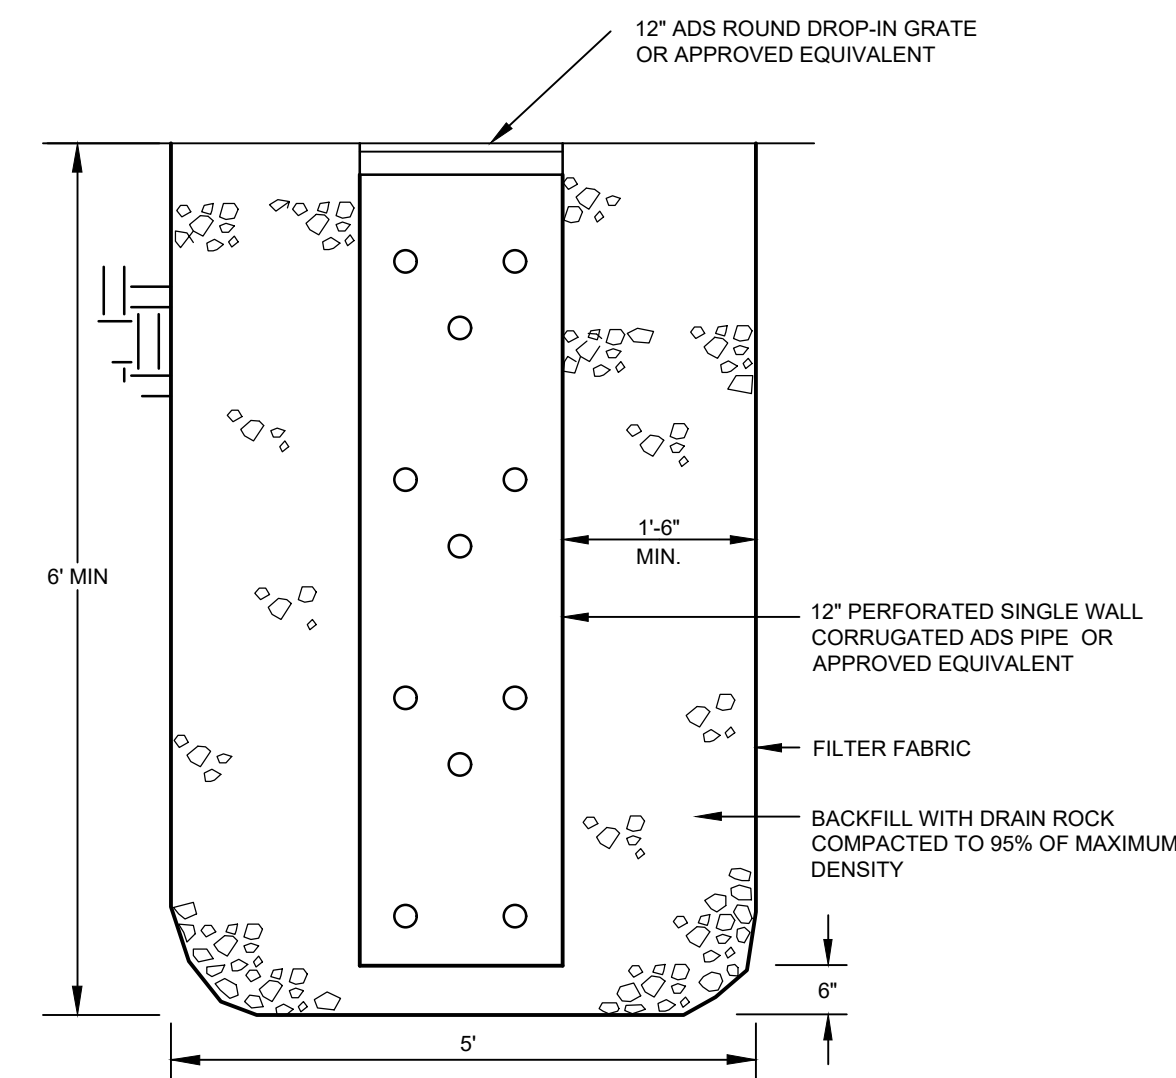 12" ADS ROUND DROP-IN GRATE
OR APPROVED EQUIVALENT
1'-6"
MIN.
6' MIN
12" PERFORATED SINGLE WALL
CORRUGATED ADS PIPE OR
APPROVED EQUIVALENT
FILTER FABRIC
BACKFILL WITH DRAIN ROCK
COMPACTED TO 95% OF MAXIMUM
DENSITY
6"
5'